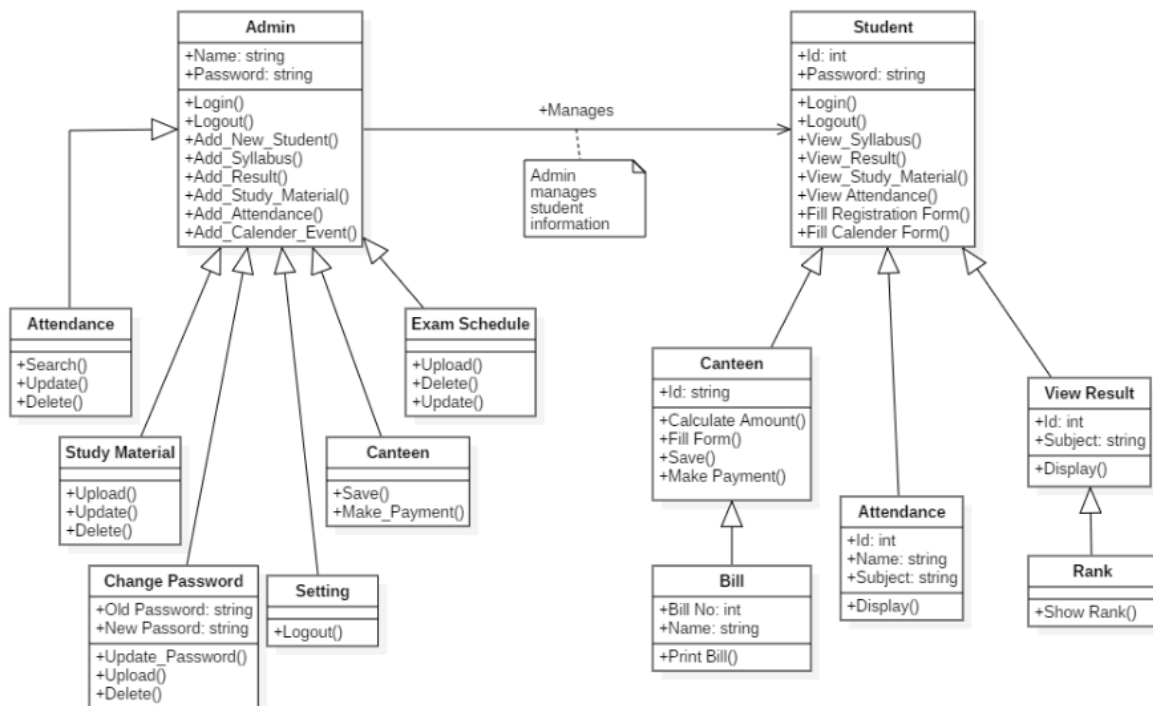 Admin
+Name: string
+Password: string
+Login()
+Logout()
+Add_New_Student()
+Add_Syllabus()
+Add_Result()
+Add_Study_Material()
+Add_Attendance()
+Add_Calender_Event()
+Manages
Admin
manages
student
information
Student
+Id: int
+Password: string
+Login()
+Logout()
+View_Syllabus()
+View_Result()
+View_Study_Material()
+View Attendance()
+Fill Registration Form()
+Fill Calender Form()
Attendance
+Search()
+Update()
+Delete()
Exam Schedule
+Upload()
+Delete()
+Update()
Study Material
+Upload()
+Update()
+Delete()
Canteen
+Save()
+Make_Payment()
Change Password
+Old Password: string
+New Passord: string
+Update_Password()
+Upload()
+Delete()
Setting
+Logout()
Canteen
+Id: string
+Calculate Amount()
+Fill Form()
+Save()
+Make Payment()
View Result
+Id: int
+Subject: string
+Display()
Attendance
+Id: int
+Name: string
+Subject: string
+Display()
Bill
+Bill No: int
+Name: string
+Print Bill()
Rank
+Show Rank()